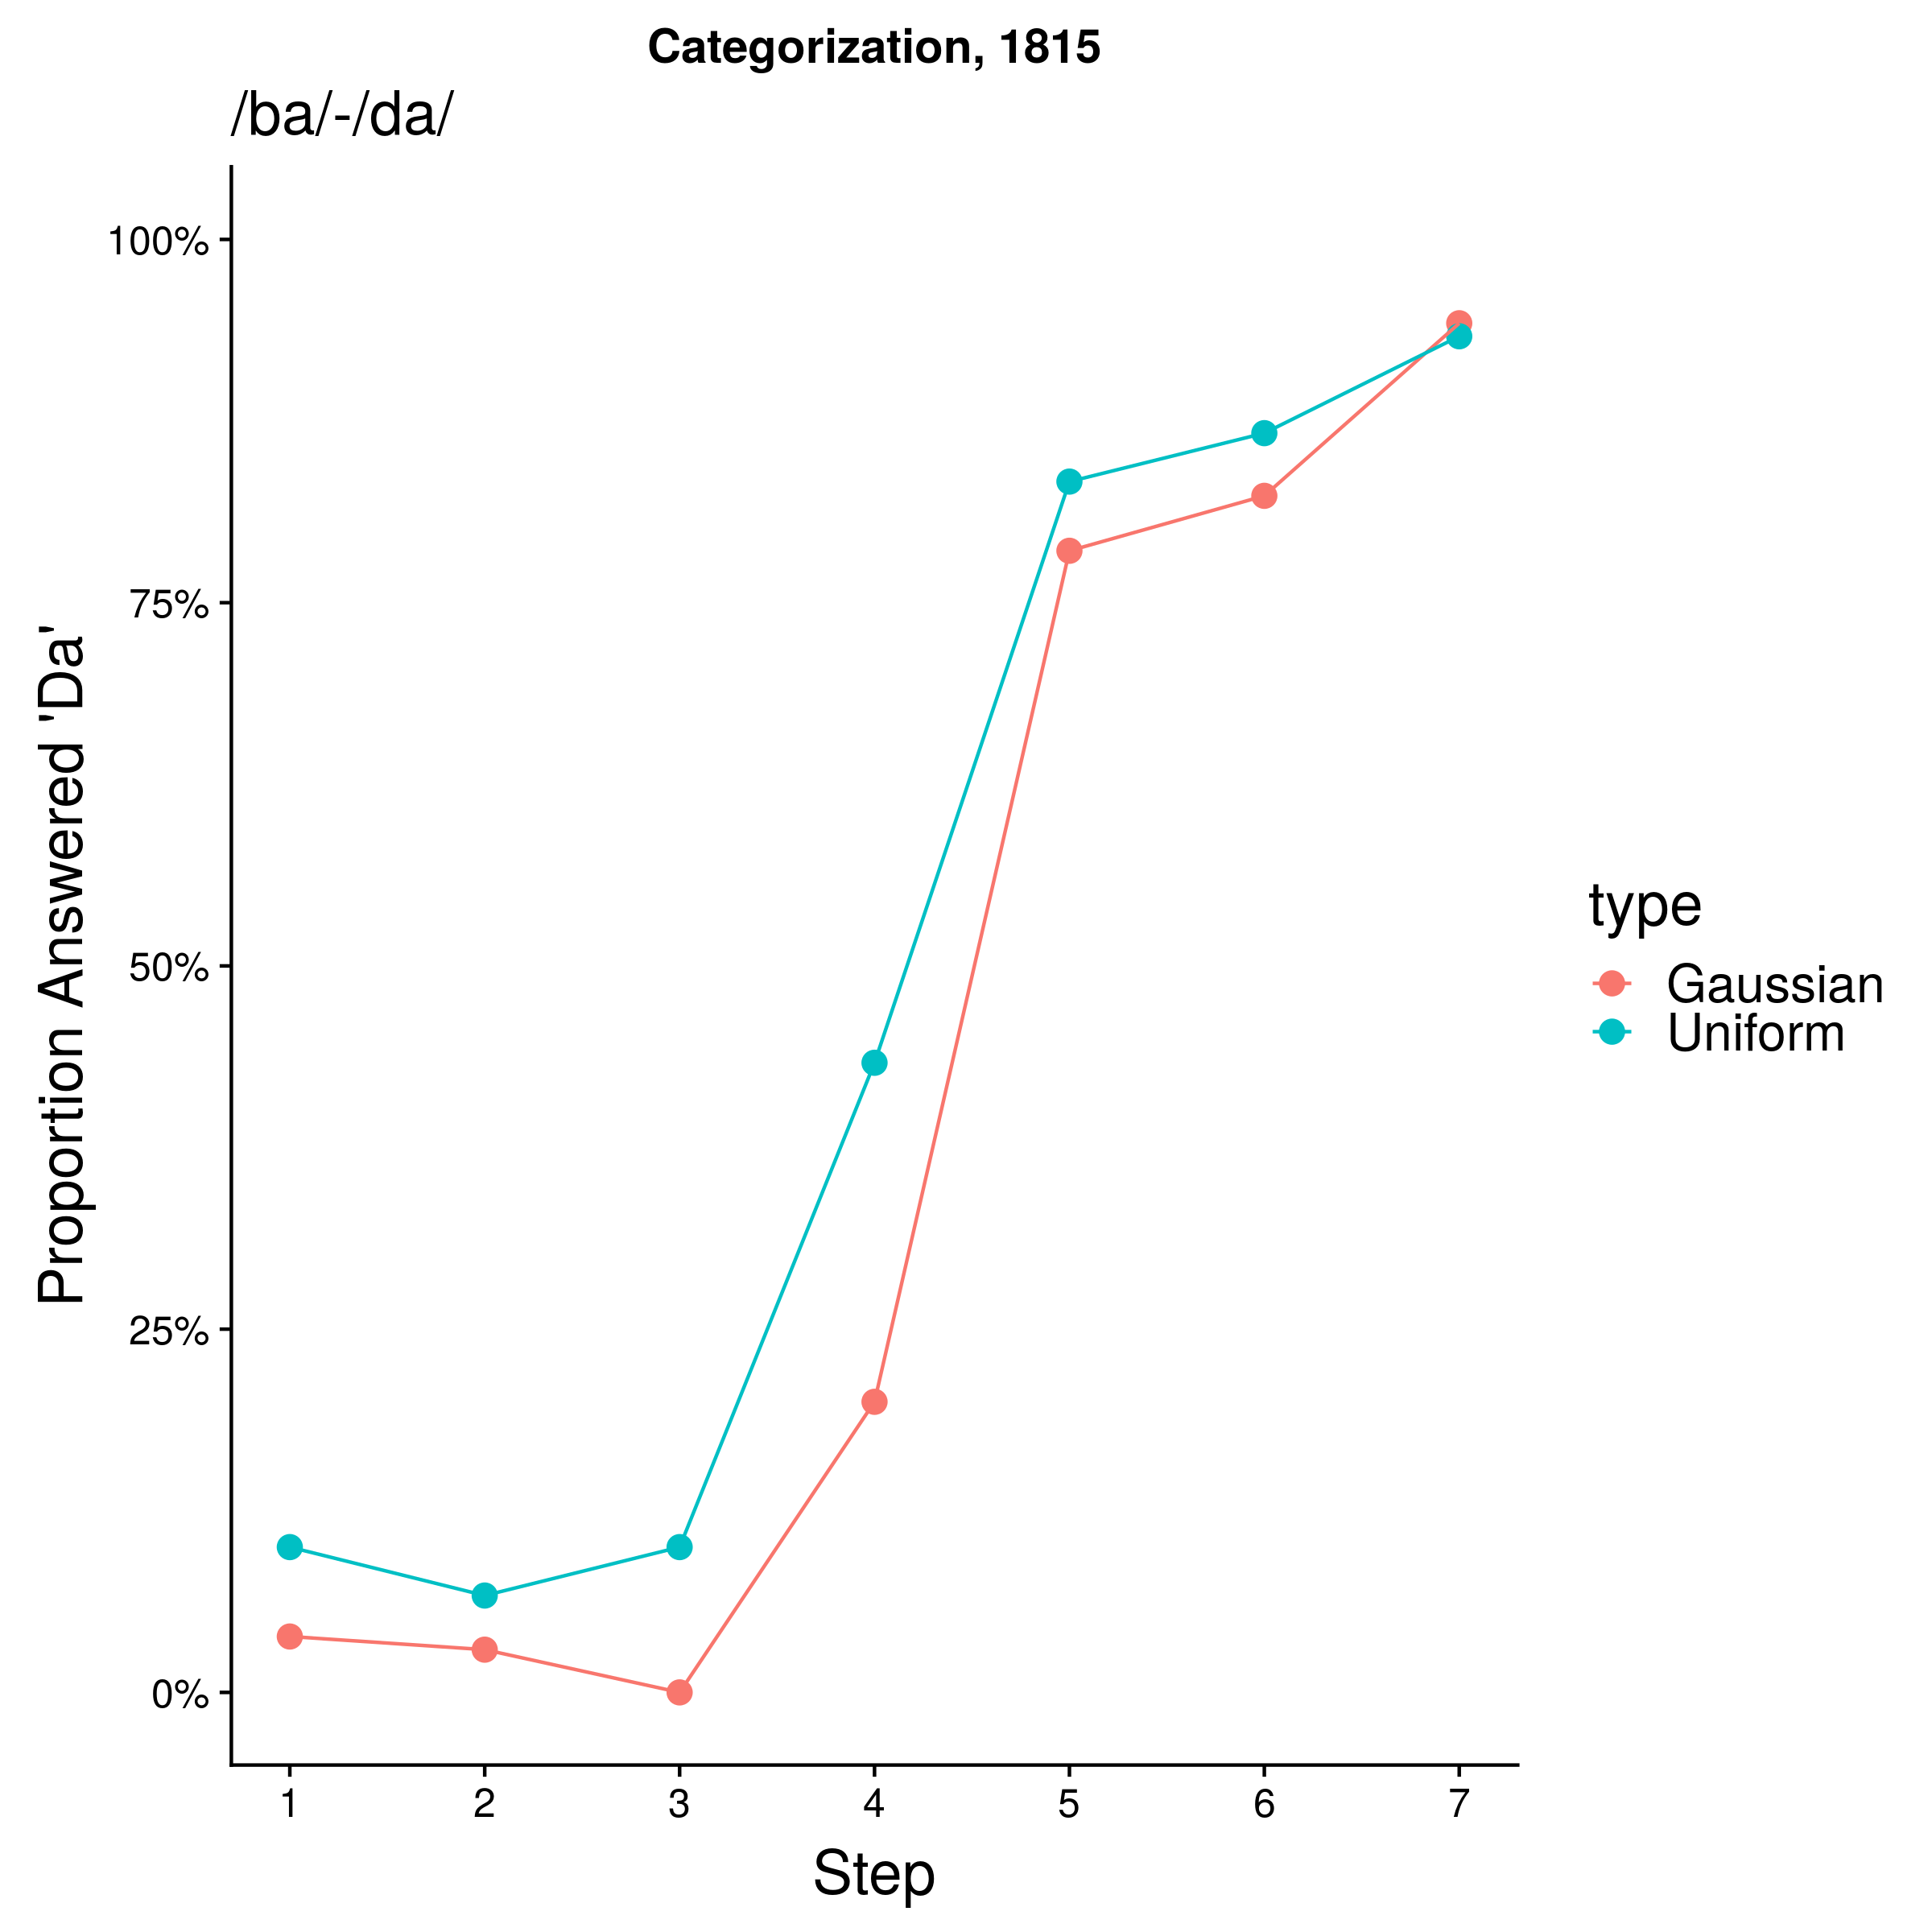 Categorization, 1815
/ba/-/da/
Proportion Answered 'Da'
100%
75%
50%
25%
0%
1 2 3 4 5 6 7
Step
type
Gaussian
Uniform